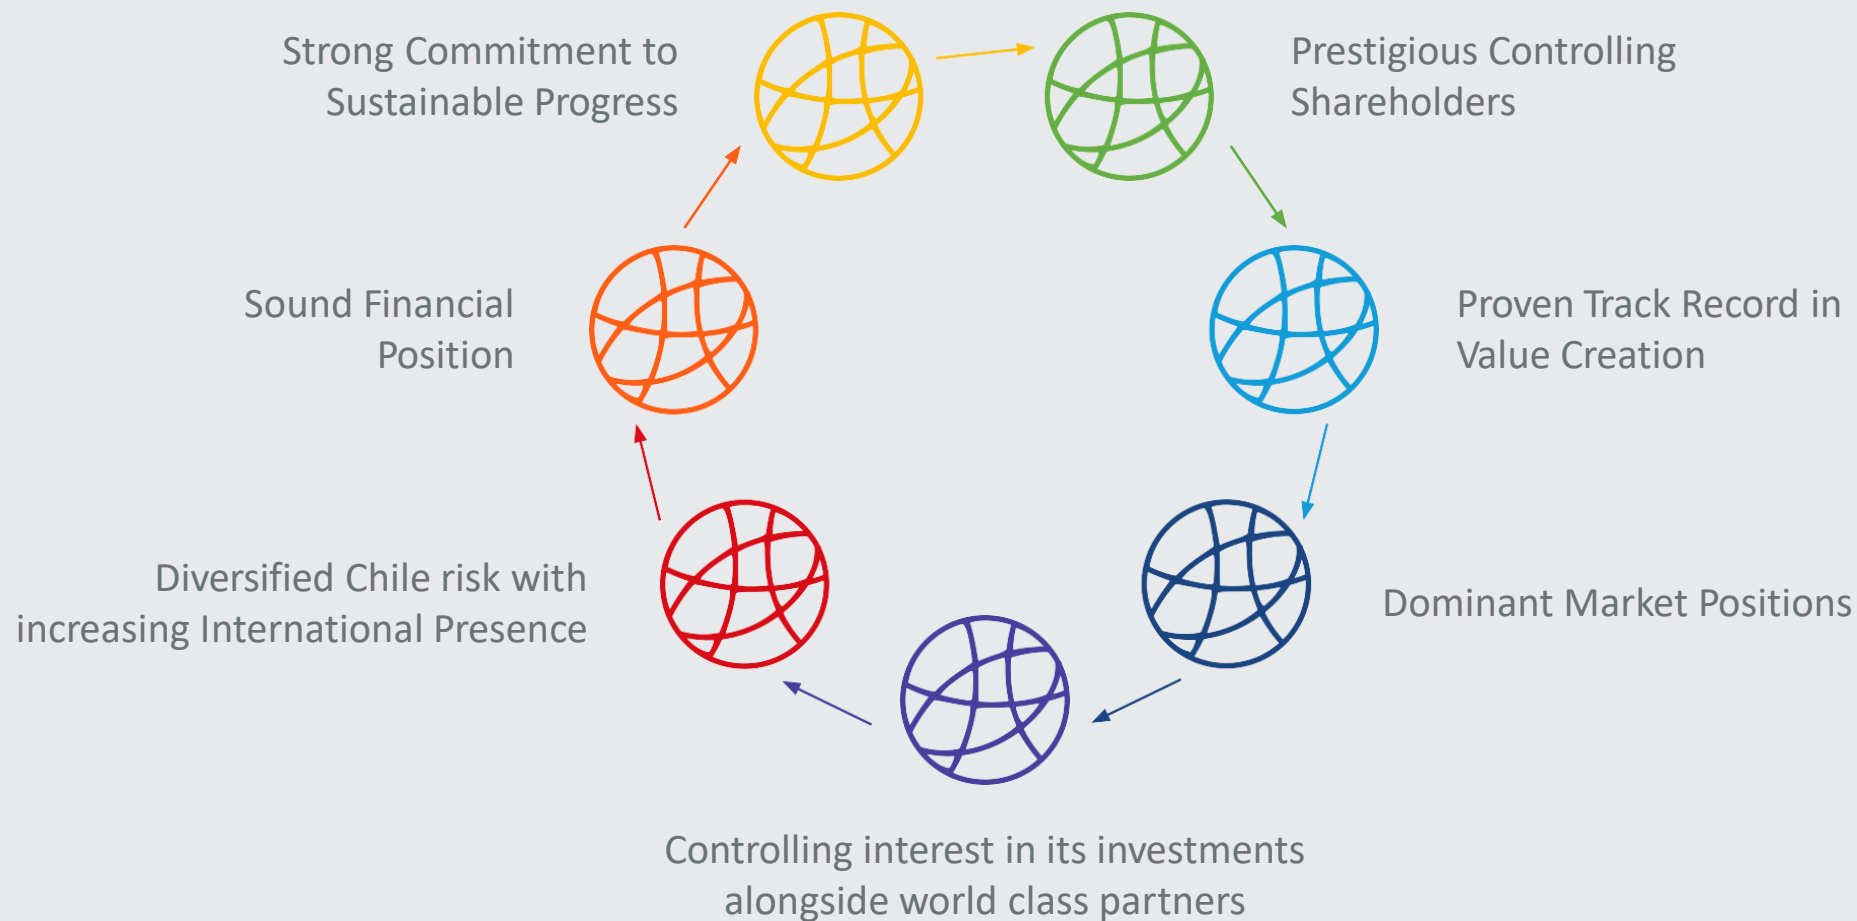 Strong Commitment to
Sustainable Progress
Prestigious Controlling
Shareholders
Sound Financial
Position
Proven Track Record in
Value Creation
Diversified Chile risk with
increasing International Presence
Dominant Market Positions
Controlling interest in its investments
alongside world class partners